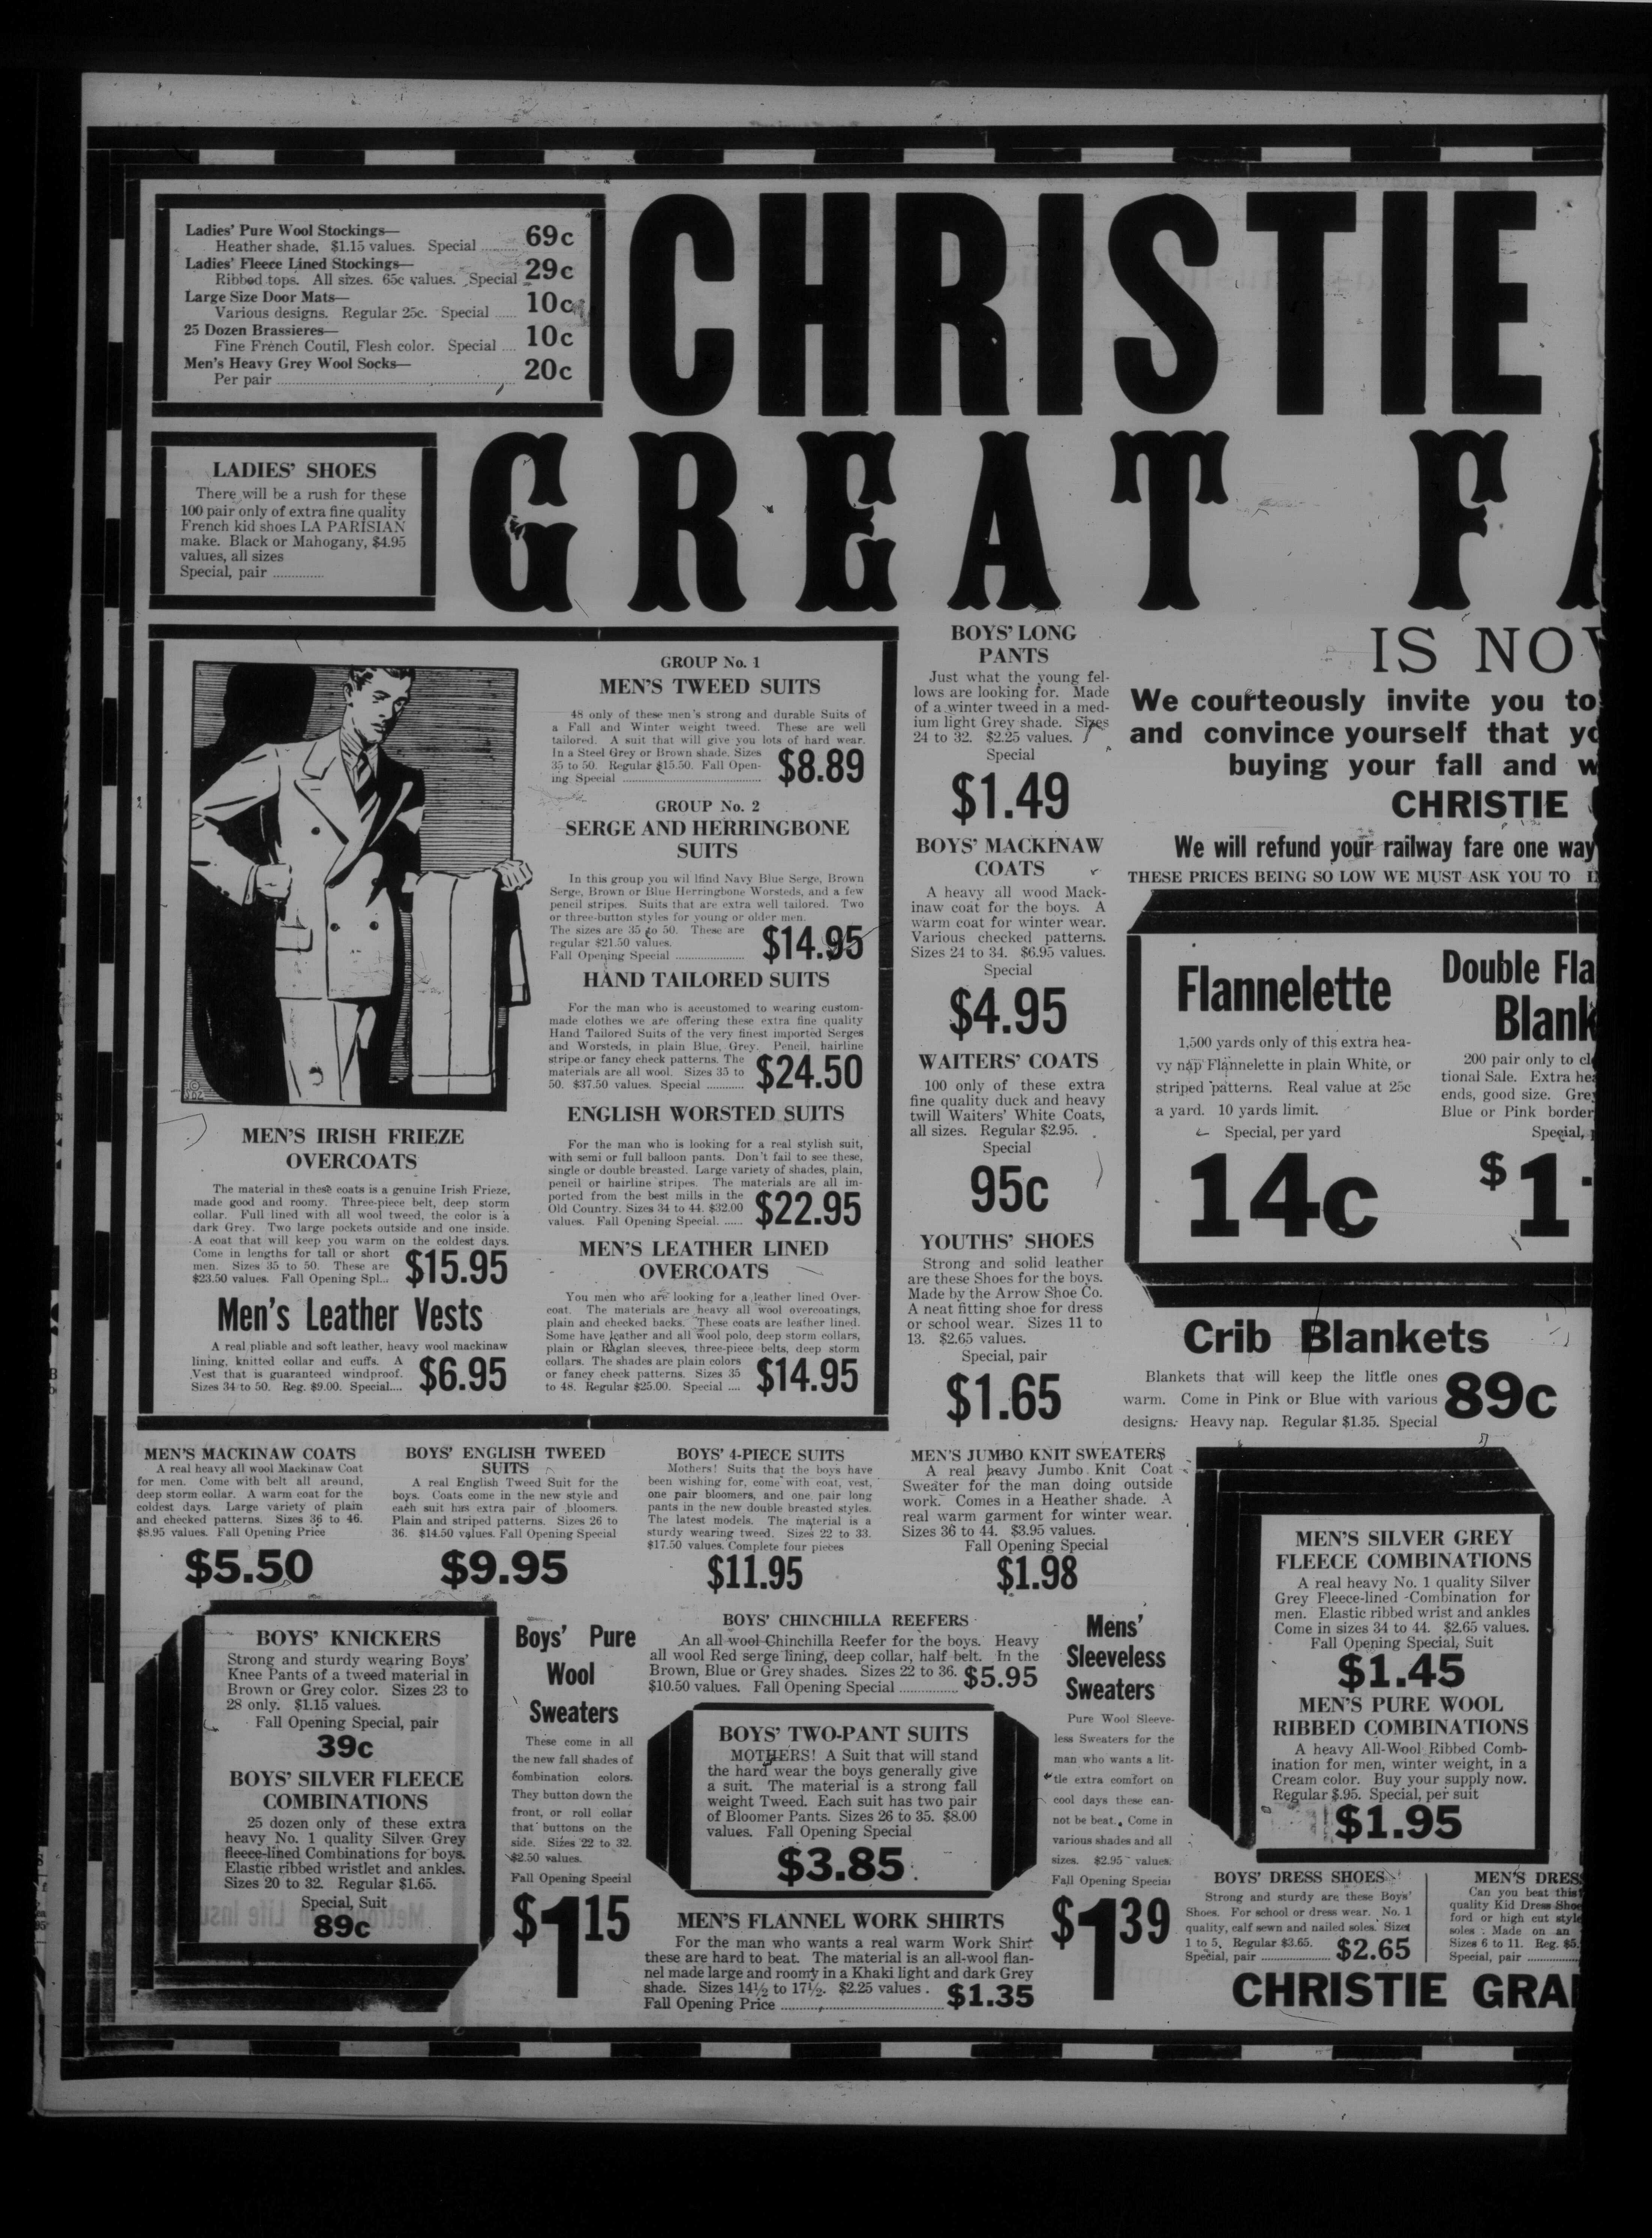 Ladies' Pure Wool Stockings—
Heather shade. $1.15 values. Special ........ 69c
Ladies' Fleece Lined Stockings—
Ribbed tops. All sizes. 65c values. Special 29c
Large Size Door Mats—
Various designs. Regular 25c. Special ...... 10c
25 Dozen Brassieres—
Fine French Coutil, Flesh color. Special .... 10c
Men's Heavy Grey Wool Socks—
Per pair ........................ 20c
CHRISTIE
GREAT FA
LADIES' SHOES
There will be a rush for these
100 pair only of extra fine quality
French kid shoes LA PARISIAN
make. Black or Mahogany, $4.95
values, all sizes
Special, pair ..............
GROUP No. 1
MEN'S TWEED SUITS
48 only of these men's strong and durable Suits of
a Fall and Winter weight tweed. These are well
tailored. A suit that will give you lots of hard wear.
In a Steel Grey or Brown shade. Sizes
35 to 50. Regular $15.50. Fall Open-
ing Special ........................ $8.89
GROUP No. 2
SERGE AND HERRINGBONE
SUITS
In this group you wil lfind Navy Blue Serge, Brown
Serge, Brown or Blue Herringbone Worsteds, and a few
pencil stripes. Suits that are extra well tailored. Two
or three-button styles for young or older men.
The sizes are 35 to 50. These are
regular $21.50 values.
Fall Opening Special .................... $14.95
HAND TAILORED SUITS
For the man who is accustomed to wearing custom-
made clothes we are offering these extra fine quality
Hand Tailored Suits of the very finest imported Serges
and Worsteds, in plain Blue, Grey. Pencil, hairline
stripe or fancy check patterns. The
materials are all wool. Sizes 35 to
50. $37.50 values. Special ........... $24.50
ENGLISH WORSTED SUITS
For the man who is looking for a real stylish suit,
with semi or full balloon pants. Don't fail to see these,
single or double breasted. Large variety of shades, plain,
pencil or hairline stripes. The materials are all im-
ported from the best mills in the
Old Country. Sizes 34 to 44. $32.00
values. Fall Opening Special. ...... $22.95
MEN'S LEATHER LINED
OVERCOATS
You men who are looking for a leather lined Over-
coat. The materials are heavy all wool overcoatings,
plain and checked backs. These coats are leather lined.
Some have leather and all wool polo, deep storm collars,
plain or Raglan sleeves, three-piece belts, deep storm
collars. The shades are plain colors
or fancy check patterns. Sizes 35
to 48. Regular $25.00. Special .... $14.95
MEN'S IRISH FRIEZE
OVERCOATS
The material in these coats is a genuine Irish Frieze,
made good and roomy. Three-piece belt, deep storm
collar. Full lined with all wool tweed, the color is a
dark Grey. Two large pockets outside and one inside.
A coat that will keep you warm on the coldest days.
Come in lengths for tall or short
men. Sizes 35 to 50. These are
$23.50 values. Fall Opening Spl... $15.95
Men's Leather Vests
A real pliable and soft leather, heavy wool mackinaw
lining, knitted collar and cuffs. A
Vest that is guaranteed windproof.
Sizes 34 to 50. Reg. $9.00. Special.... $6.95
BOYS' LONG
PANTS
Just what the young fel-
lows are looking for. Made
of a winter tweed in a med-
ium light Grey shade. Sizes
24 to 32. $2.25 values.
Special
$1.49
BOYS' MACKINAW
COATS
A heavy all wood Mack-
inaw coat for the boys. A
warm coat for winter wear.
Various checked patterns.
Sizes 24 to 34. $6.95 values.
Special
$4.95
WAITERS' COATS
100 only of these extra
fine quality duck and heavy
twill Waiters' White Coats,
all sizes. Regular $2.95.
Special
95c
YOUTHS' SHOES
Strong and solid leather
are these Shoes for the boys.
Made by the Arrow Shoe Co.
A neat fitting shoe for dress
or school wear. Sizes 11 to
13. $2.65 values.
Special, pair
$1.65
IS NOW
We courteously invite you to
and convince yourself that yo
buying your fall and w
CHRISTIE
We will refund your railway fare one way
THESE PRICES BEING SO LOW WE MUST ASK YOU TO
Flannelette
1,500 yards only of this extra hea-
vy nap Flannelette in plain White, or
striped patterns. Real value at 25c
a yard. 10 yards limit.
Special, per yard
14c
Double Fla
Blank
200 pair only to cl
tional Sale. Extra hea
ends, good size. Grey
Blue or Pink border
Special,
$1.
Crib Blankets
Blankets that will keep the little ones
warm. Come in Pink or Blue with various
designs. Heavy nap. Regular $1.35. Special 89c
MEN'S MACKINAW COATS
A real heavy all wool Mackinaw Coat
for men. Come with belt all around,
deep storm collar. A warm coat for the
coldest days. Large variety of plain
and checked patterns. Sizes 36 to 46.
$8.95 values. Fall Opening Price
$5.50
BOYS' ENGLISH TWEED
SUITS
A real English Tweed Suit for the
boys. Coats come in the new style and
each suit has extra pair of bloomers.
Plain and striped patterns. Sizes 26 to
36. $14.50 values. Fall Opening Special
$9.95
BOYS' 4-PIECE SUITS
Mothers! Suits that the boys have
been wishing for, come with coat, vest,
one pair bloomers, and one pair long
pants in the new double breasted styles.
The latest models. The material is a
sturdy wearing tweed. Sizes 22 to 33.
$17.50 values. Complete four pieces
$11.95
MEN'S JUMBO KNIT SWEATERS
A real heavy Jumbo Knit Coat
Sweater for the man doing outside
work. Comes in a Heather shade. A
real warm garment for winter wear.
Sizes 36 to 44. $3.95 values.
Fall Opening Special
$1.98
BOYS' KNICKERS
Strong and sturdy wearing Boys'
Knee Pants of a tweed material in
Brown or Grey color. Sizes 23 to
28 only. $1.15 values.
Fall Opening Special, pair
39c
BOYS' SILVER FLEECE
COMBINATIONS
25 dozen only of these extra
heavy No. 1 quality Silver Grey
fleece-lined Combinations for boys.
Elastic ribbed wristlet and ankles.
Sizes 20 to 32. Regular $1.65.
Special, Suit
89c
Boys' Pure
Wool
Sweaters
These come in all
the new fall shades of
combination colors.
They button down the
front, or roll collar
that buttons on the
side. Sizes 22 to 32.
$2.50 values.
Fall Opening Special
$1.15
BOYS' CHINCHILLA REEFERS
An all wool Chinchilla Reefer for the boys. Heavy
all wool Red serge lining, deep collar, half belt. In the
Brown, Blue or Grey shades. Sizes 22 to 36.
$10.50 values. Fall Opening Special .............. $5.95
BOYS' TWO-PANT SUITS
MOTHERS! A Suit that will stand
the hard wear the boys generally give
a suit. The material is a strong fall
weight Tweed. Each suit has two pair
of Bloomer Pants. Sizes 26 to 35. $8.00
values. Fall Opening Special
$3.85
MEN'S FLANNEL WORK SHIRTS
For the man who wants a real warm Work Shirt
these are hard to beat. The material is an all-wool flan-
nel made large and roomy in a Khaki light and dark Grey
shade. Sizes 14½ to 17½. $2.25 values.
Fall Opening Price ........................ $1.35
Mens'
Sleeveless
Sweaters
Pure Wool Sleeve-
less Sweaters for the
man who wants a lit-
tle extra comfort on
cool days these can-
not be beat. Come in
various shades and all
sizes. $2.95 values.
Fall Opening Special
$1 39
MEN'S SILVER GREY
FLEECE COMBINATIONS
A real heavy No. 1 quality Silver
Grey Fleece-lined Combination for
men. Elastic ribbed wrist and ankles
Come in sizes 34 to 44. $2.65 values.
Fall Opening Special, Suit
$1.45
MEN'S PURE WOOL
RIBBED COMBINATIONS
A heavy All-Wool Ribbed Comb-
ination for men, winter weight, in a
Cream color. Buy your supply now.
Regular $.95. Special, per suit
$1.95
BOYS' DRESS SHOES
Strong and sturdy are these Boys'
Shoes. For school or dress wear. No. 1
quality, calf sewn and nailed soles. Sizes
1 to 5. Regular $3.65.
Special, pair .................. $2.65
MEN'S DRESS
Can you beat this
quality Kid Dress Shoe
ford or high cut style
soles. Made on an
Sizes 6 to 11. Reg. $5.
Special, pair ..............
CHRISTIE GRA